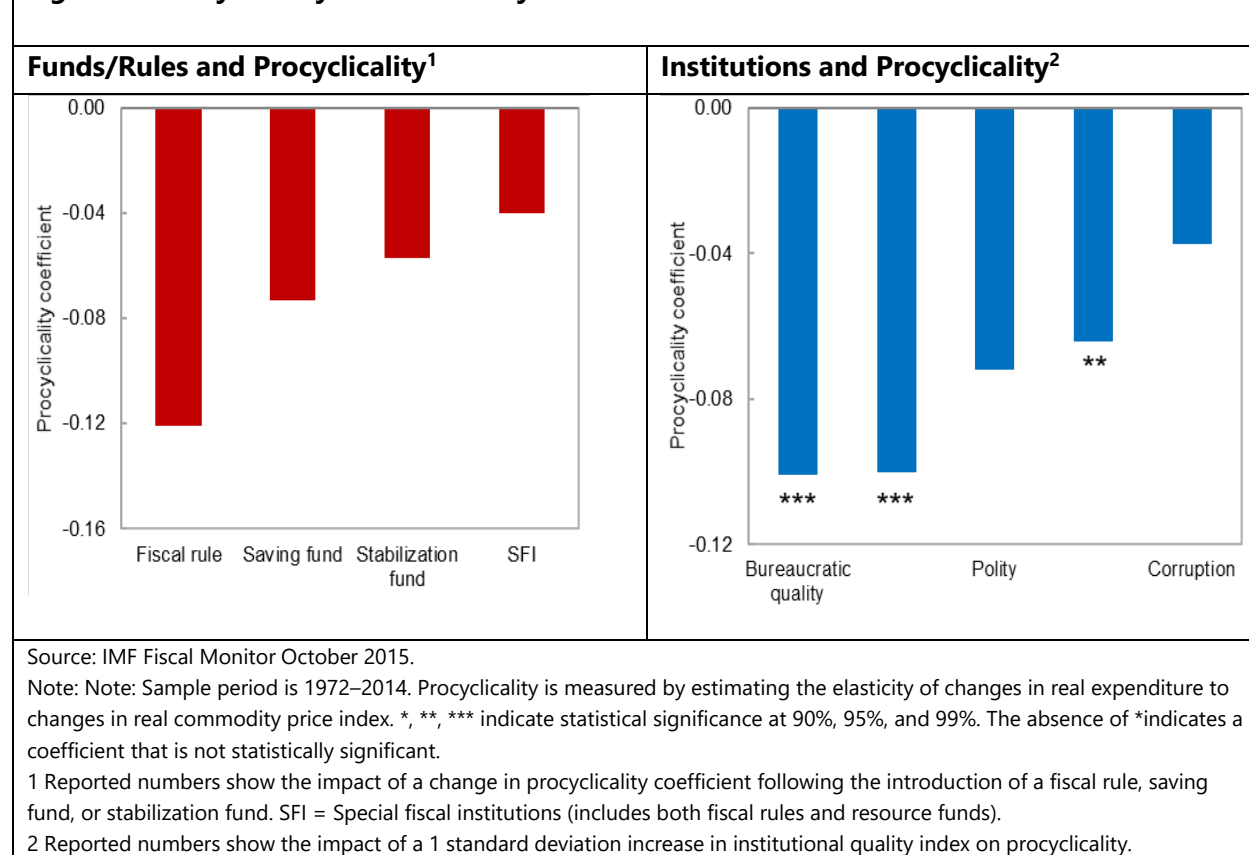 Funds/Rules and Procyclicality1
Institutions and Procyclicality2
0.00
-0.04
-0.08
-0.12
-0.16
Procyclicality coefficient
Fiscal rule Saving fund Stabilization fund SFI
0.00
-0.04
-0.08
-0.12
Procyclicality coefficient
***
***
**
Bureaucratic quality Polity Corruption
Source: IMF Fiscal Monitor October 2015.
Note: Note: Sample period is 1972–2014. Procyclicality is measured by estimating the elasticity of changes in real expenditure to
changes in real commodity price index. *, **, *** indicate statistical significance at 90%, 95%, and 99%. The absence of *indicates a
coefficient that is not statistically significant.
1 Reported numbers show the impact of a change in procyclicality coefficient following the introduction of a fiscal rule, saving
fund, or stabilization fund. SFI = Special fiscal institutions (includes both fiscal rules and resource funds).
2 Reported numbers show the impact of a 1 standard deviation increase in institutional quality index on procyclicality.